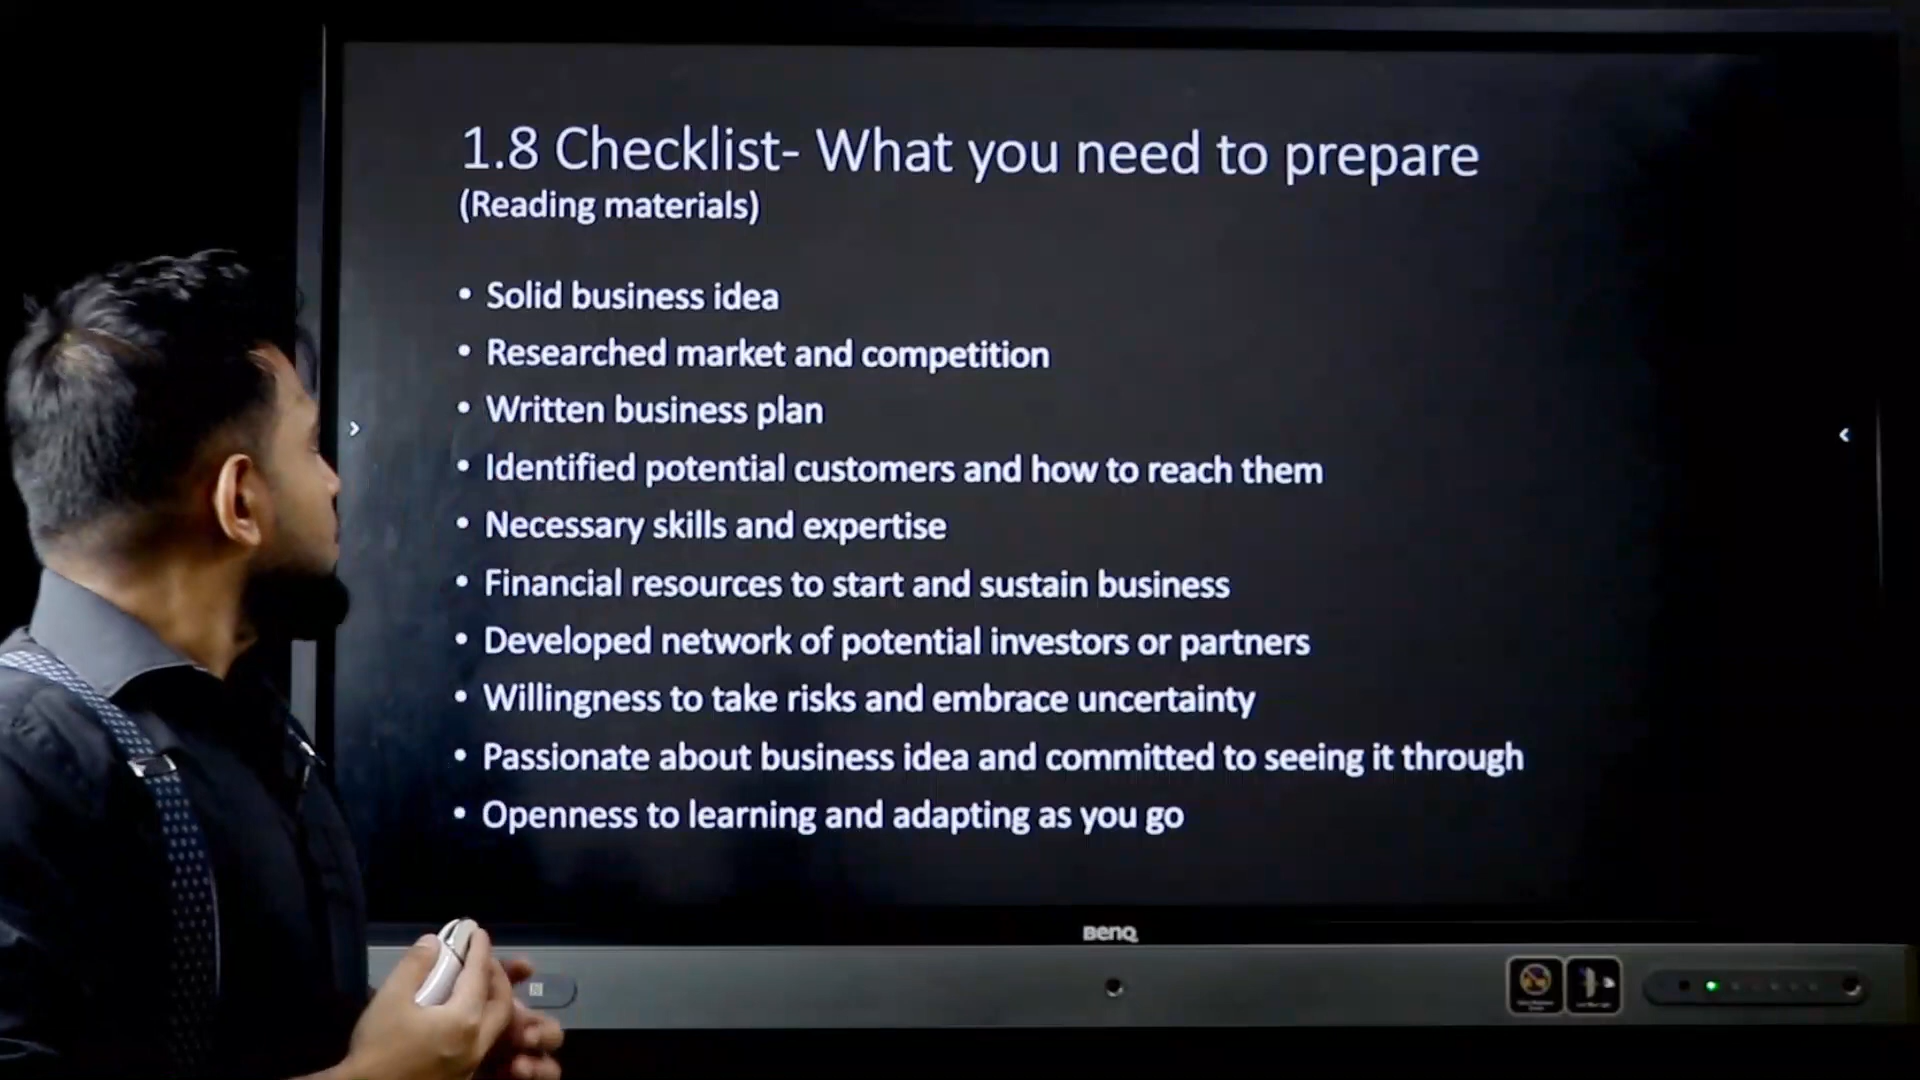 1.8 Checklist- What you need to prepare
(Reading materials)
• Solid business idea
• Researched market and competition
• Written business plan
• Identified potential customers and how to reach them
• Necessary skills and expertise
• Financial resources to start and sustain business
• Developed network of potential investors or partners
• Willingness to take risks and embrace uncertainty
• Passionate about business idea and committed to seeing it through
• Openness to learning and adapting as you go
BenQ